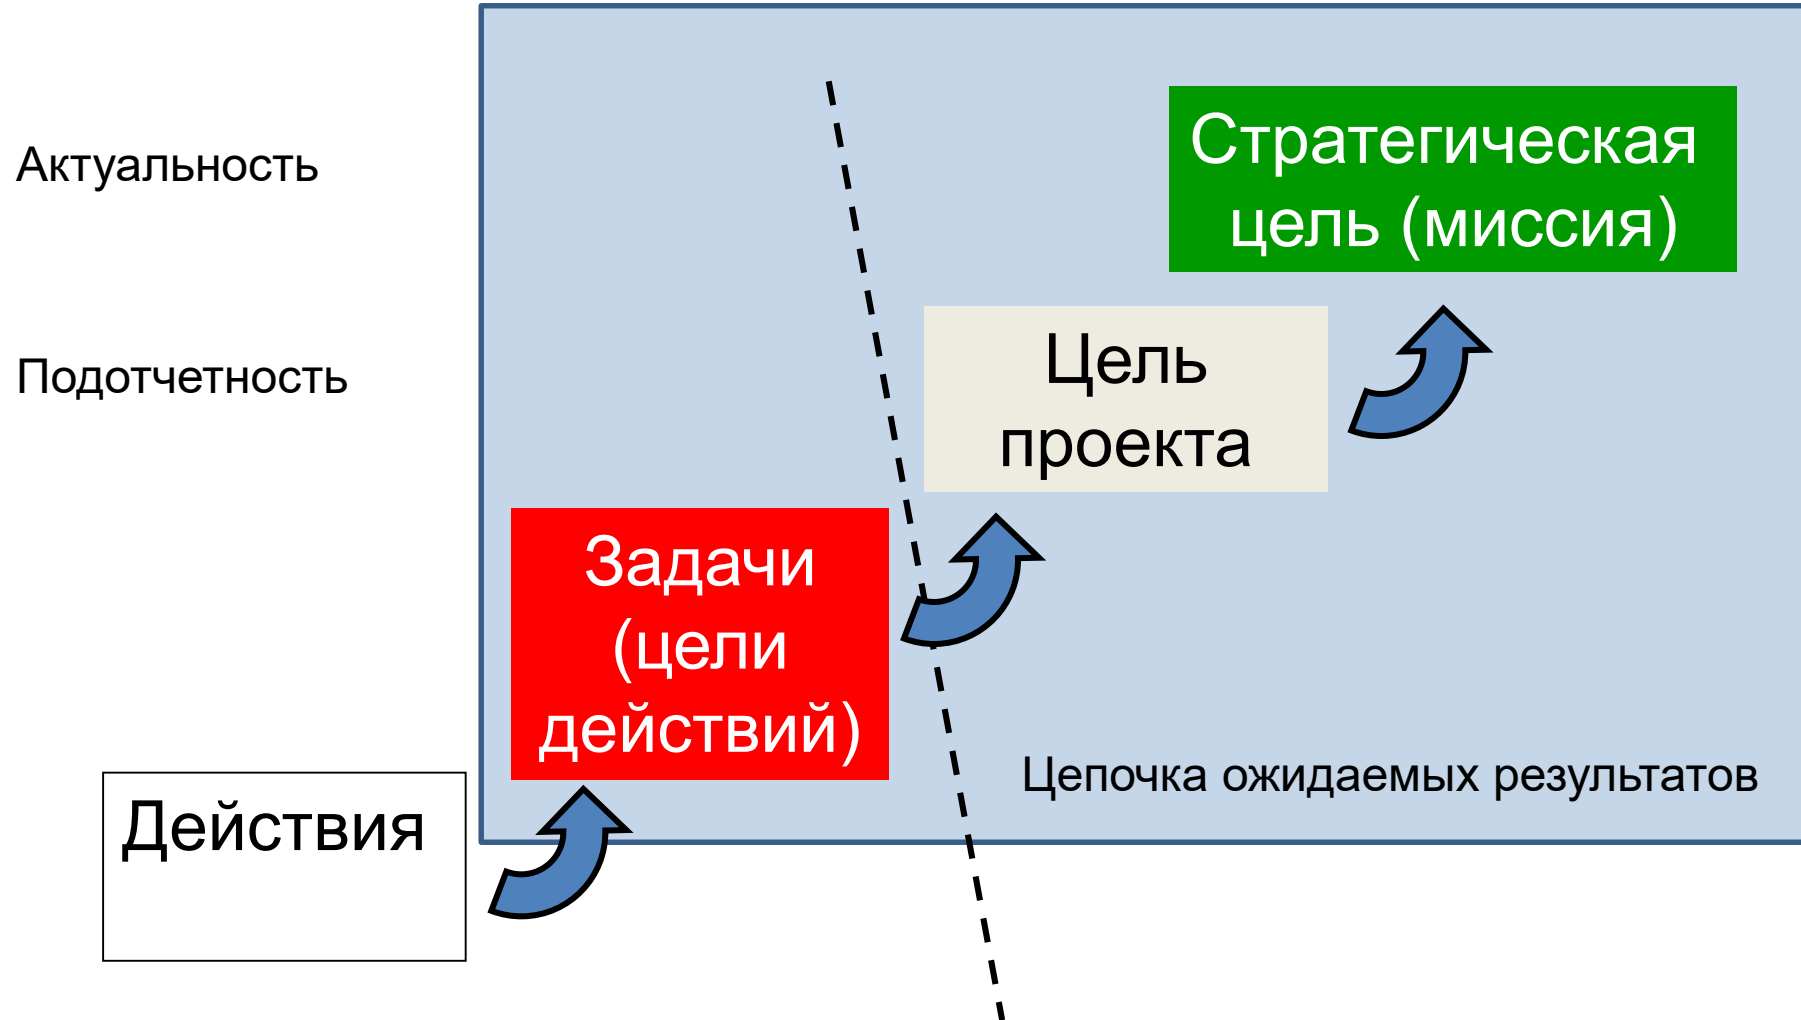 Актуальность
Стратегическая
цель (миссия)
Подотчетность
Цель
проекта
Задачи
(цели
действий)
Цепочка ожидаемых результатов
Действия